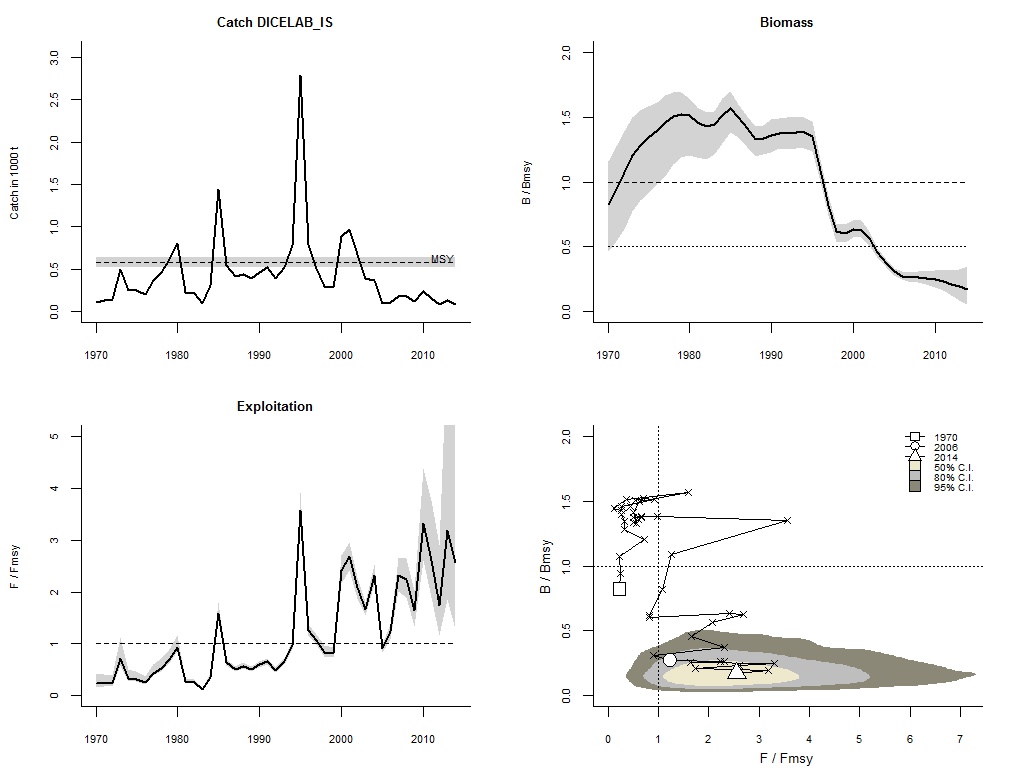 Catch DICELAB_IS
Catch in 1000 t
3.0
2.5
2.0
1.5
1.0
0.5
0.0
MSY
1970 1980 1990 2000 2010
Biomass
B / Bmsy
2.0
1.5
1.0
0.5
0.0
1970 1980 1990 2000 2010
Exploitation
F / Fmsy
5
4
3
2
1
0
1970 1980 1990 2000 2010
B / Bmsy
2.0
1.5
1.0
0.5
0.0
1970
2006
2014
50% C.I.
80% C.I.
95% C.I.
0 1 2 3 4 5 6 7
F / Fmsy